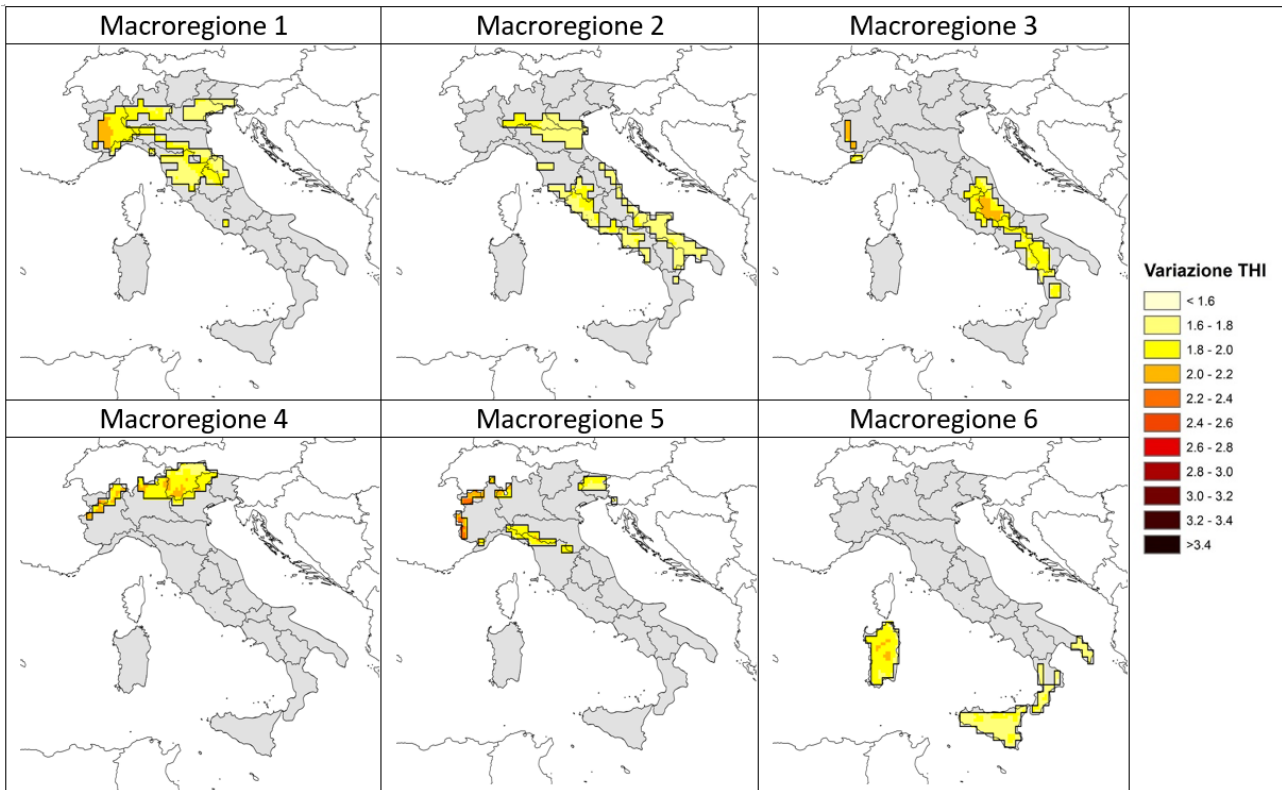 Macroregione 1
Macroregione 2
Macroregione 3
Macroregione 4
Macroregione 5
Macroregione 6
Variazione THI
< 1.6
1.6 - 1.8
1.8 - 2.0
2.0 - 2.2
2.2 - 2.4
2.4 - 2.6
2.6 - 2.8
2.8 - 3.0
3.0 - 3.2
3.2 - 3.4
>3.4